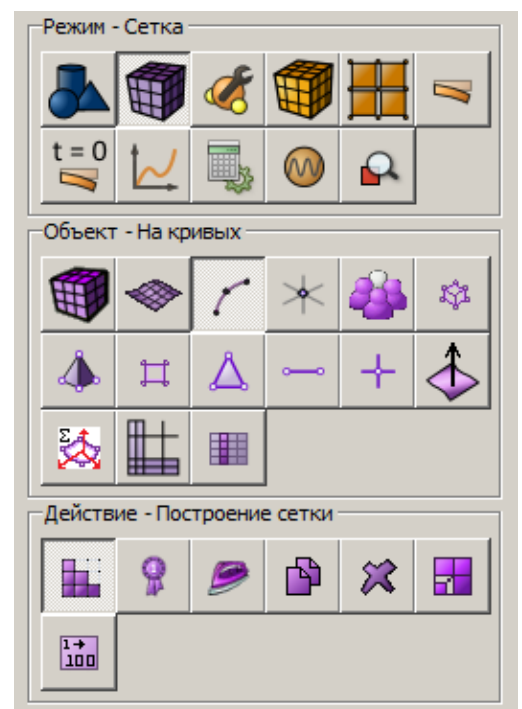 Режим - Сетка
t = 0
Объект - На кривых
Σ
Действие - Построение сетки
1→
100